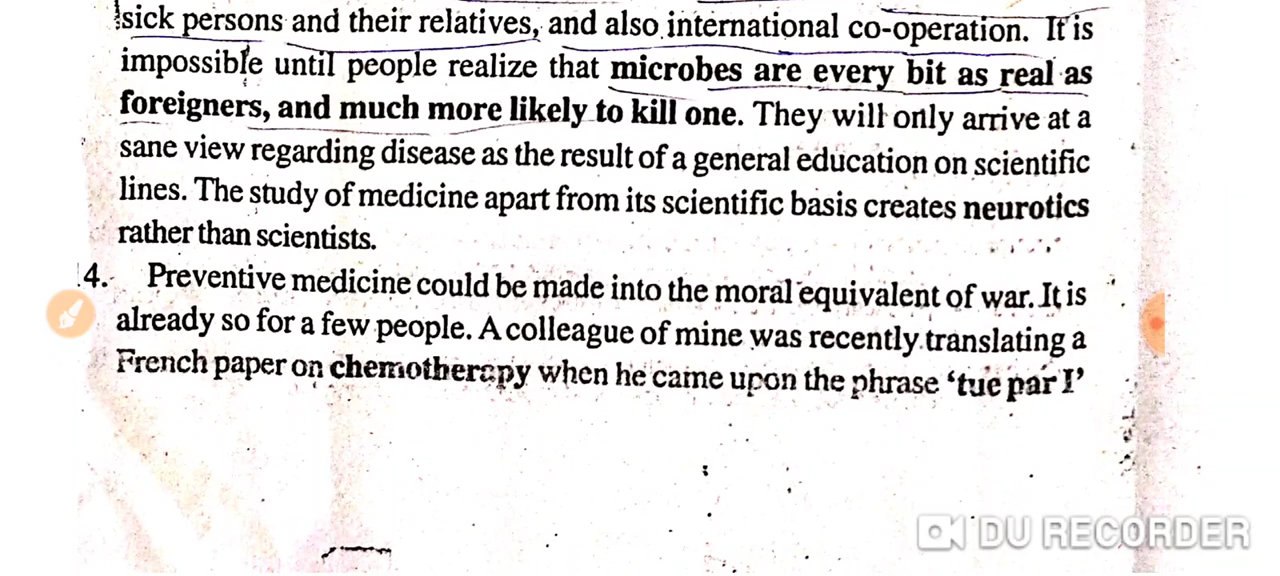 sick persons and their relatives, and also international co-operation. It is
impossible until people realize that microbes are every bit as real as
foreigners, and much more likely to kill one. They will only arrive at a
sane view regarding disease as the result of a general education on scientific
lines. The study of medicine apart from its scientific basis creates neurotics
rather than scientists.
4. Preventive medicine could be made into the moral equivalent of war. It is
already so for a few people. A colleague of mine was recently translating a
French paper on chemotherapy when he came upon the phrase ‘tue par I’
DU RECORDER